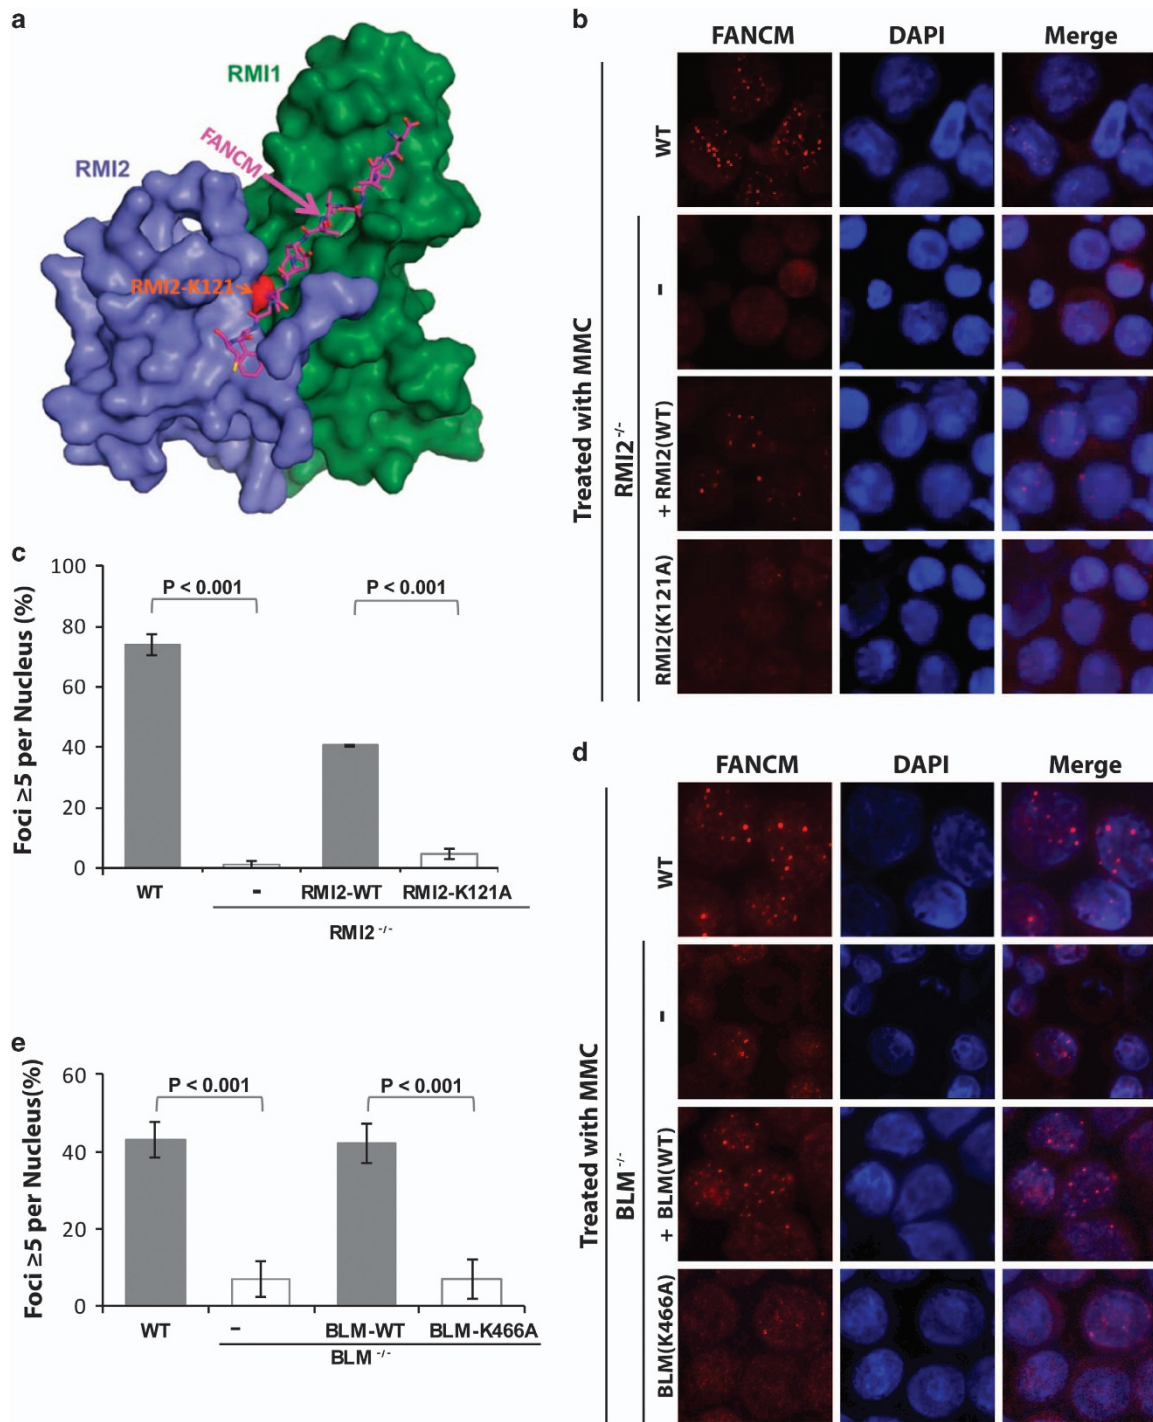 a
RMI1
FANCM
RMI2
RMI2-K121
b
FANCM DAPI Merge
Treated with MMC
WT
RMI2-/-
-
+ RMI2(WT)
RMI2(K121A)
c
Foci ≥5 per Nucleus (%)
100
80
60
40
20
0
P < 0.001 P < 0.001
WT - RMI2-WT RMI2-K121A
RMI2 -/-
d
FANCM DAPI Merge
Treated with MMC
WT
BLM-/-
-
+ BLM(WT)
BLM(K466A)
e
Foci ≥5 per Nucleus(%)
60
40
20
0
P < 0.001 P < 0.001
WT - BLM-WT BLM-K466A
BLM -/-